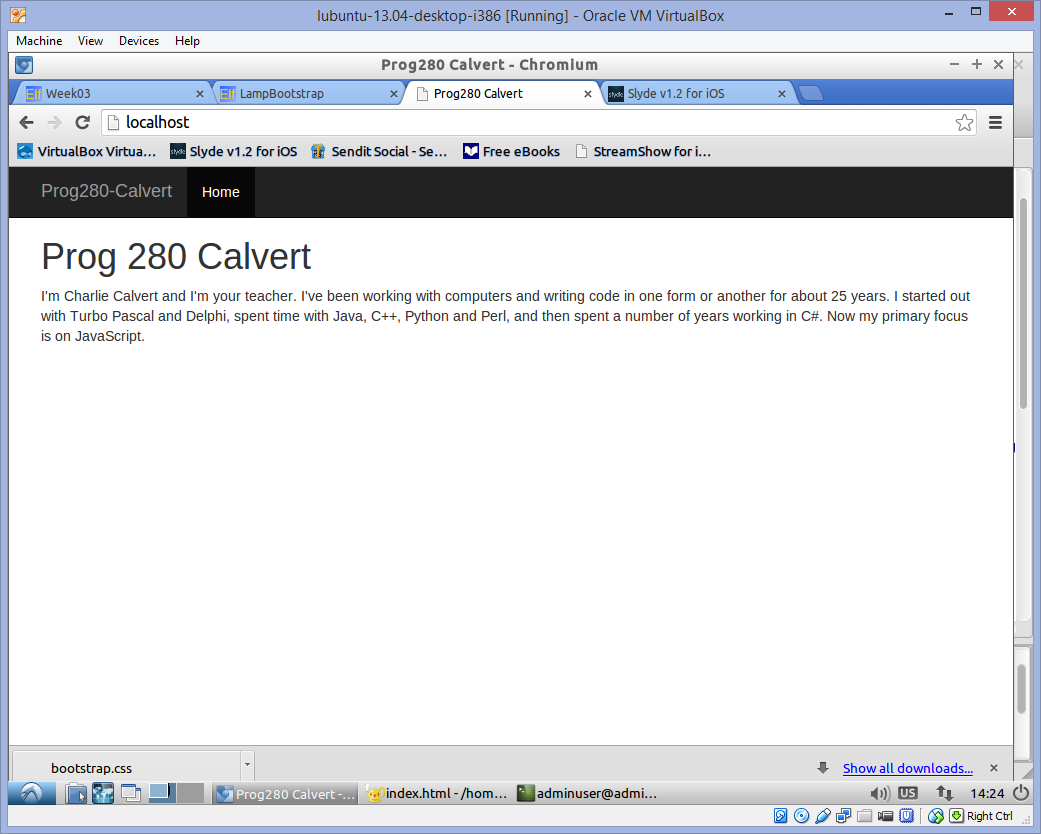 lubuntu-13.04-desktop-i386 [Running] - Oracle VM VirtualBox
Machine View Devices Help
Prog280 Calvert - Chromium
Week03
LampBootstrap
Prog280 Calvert
Slyde v1.2 for iOS
localhost
VirtualBox Virtua... Slyde v1.2 for iOS Sendit Social - Se... Free eBooks StreamShow for i...
Prog280-Calvert Home
Prog 280 Calvert
I'm Charlie Calvert and I'm your teacher. I've been working with computers and writing code in one form or another for about 25 years. I started out
with Turbo Pascal and Delphi, spent time with Java, C++, Python and Perl, and then spent a number of years working in C#. Now my primary focus
is on JavaScript.
bootstrap.css
Show all downloads...
Prog280 Calvert -... index.html - /hom... adminuser@admi... US 14:24
Right Ctrl